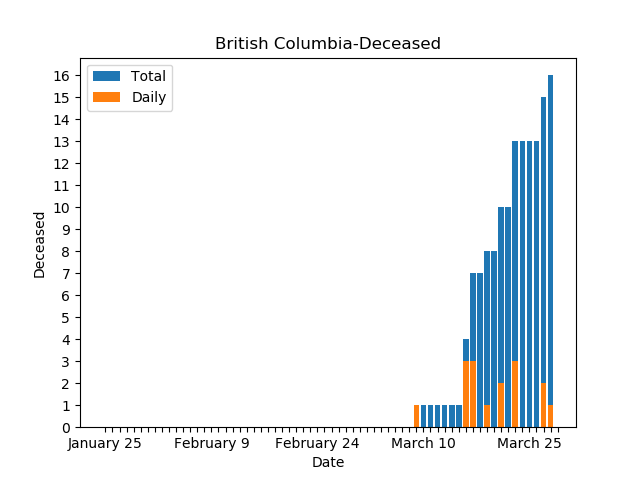 British Columbia-Deceased
Total
Daily
Deceased
16
15
14
13
12
11
10
9
8
7
6
5
4
3
2
1
0
January 25 February 9 February 24 March 10 March 25
Date